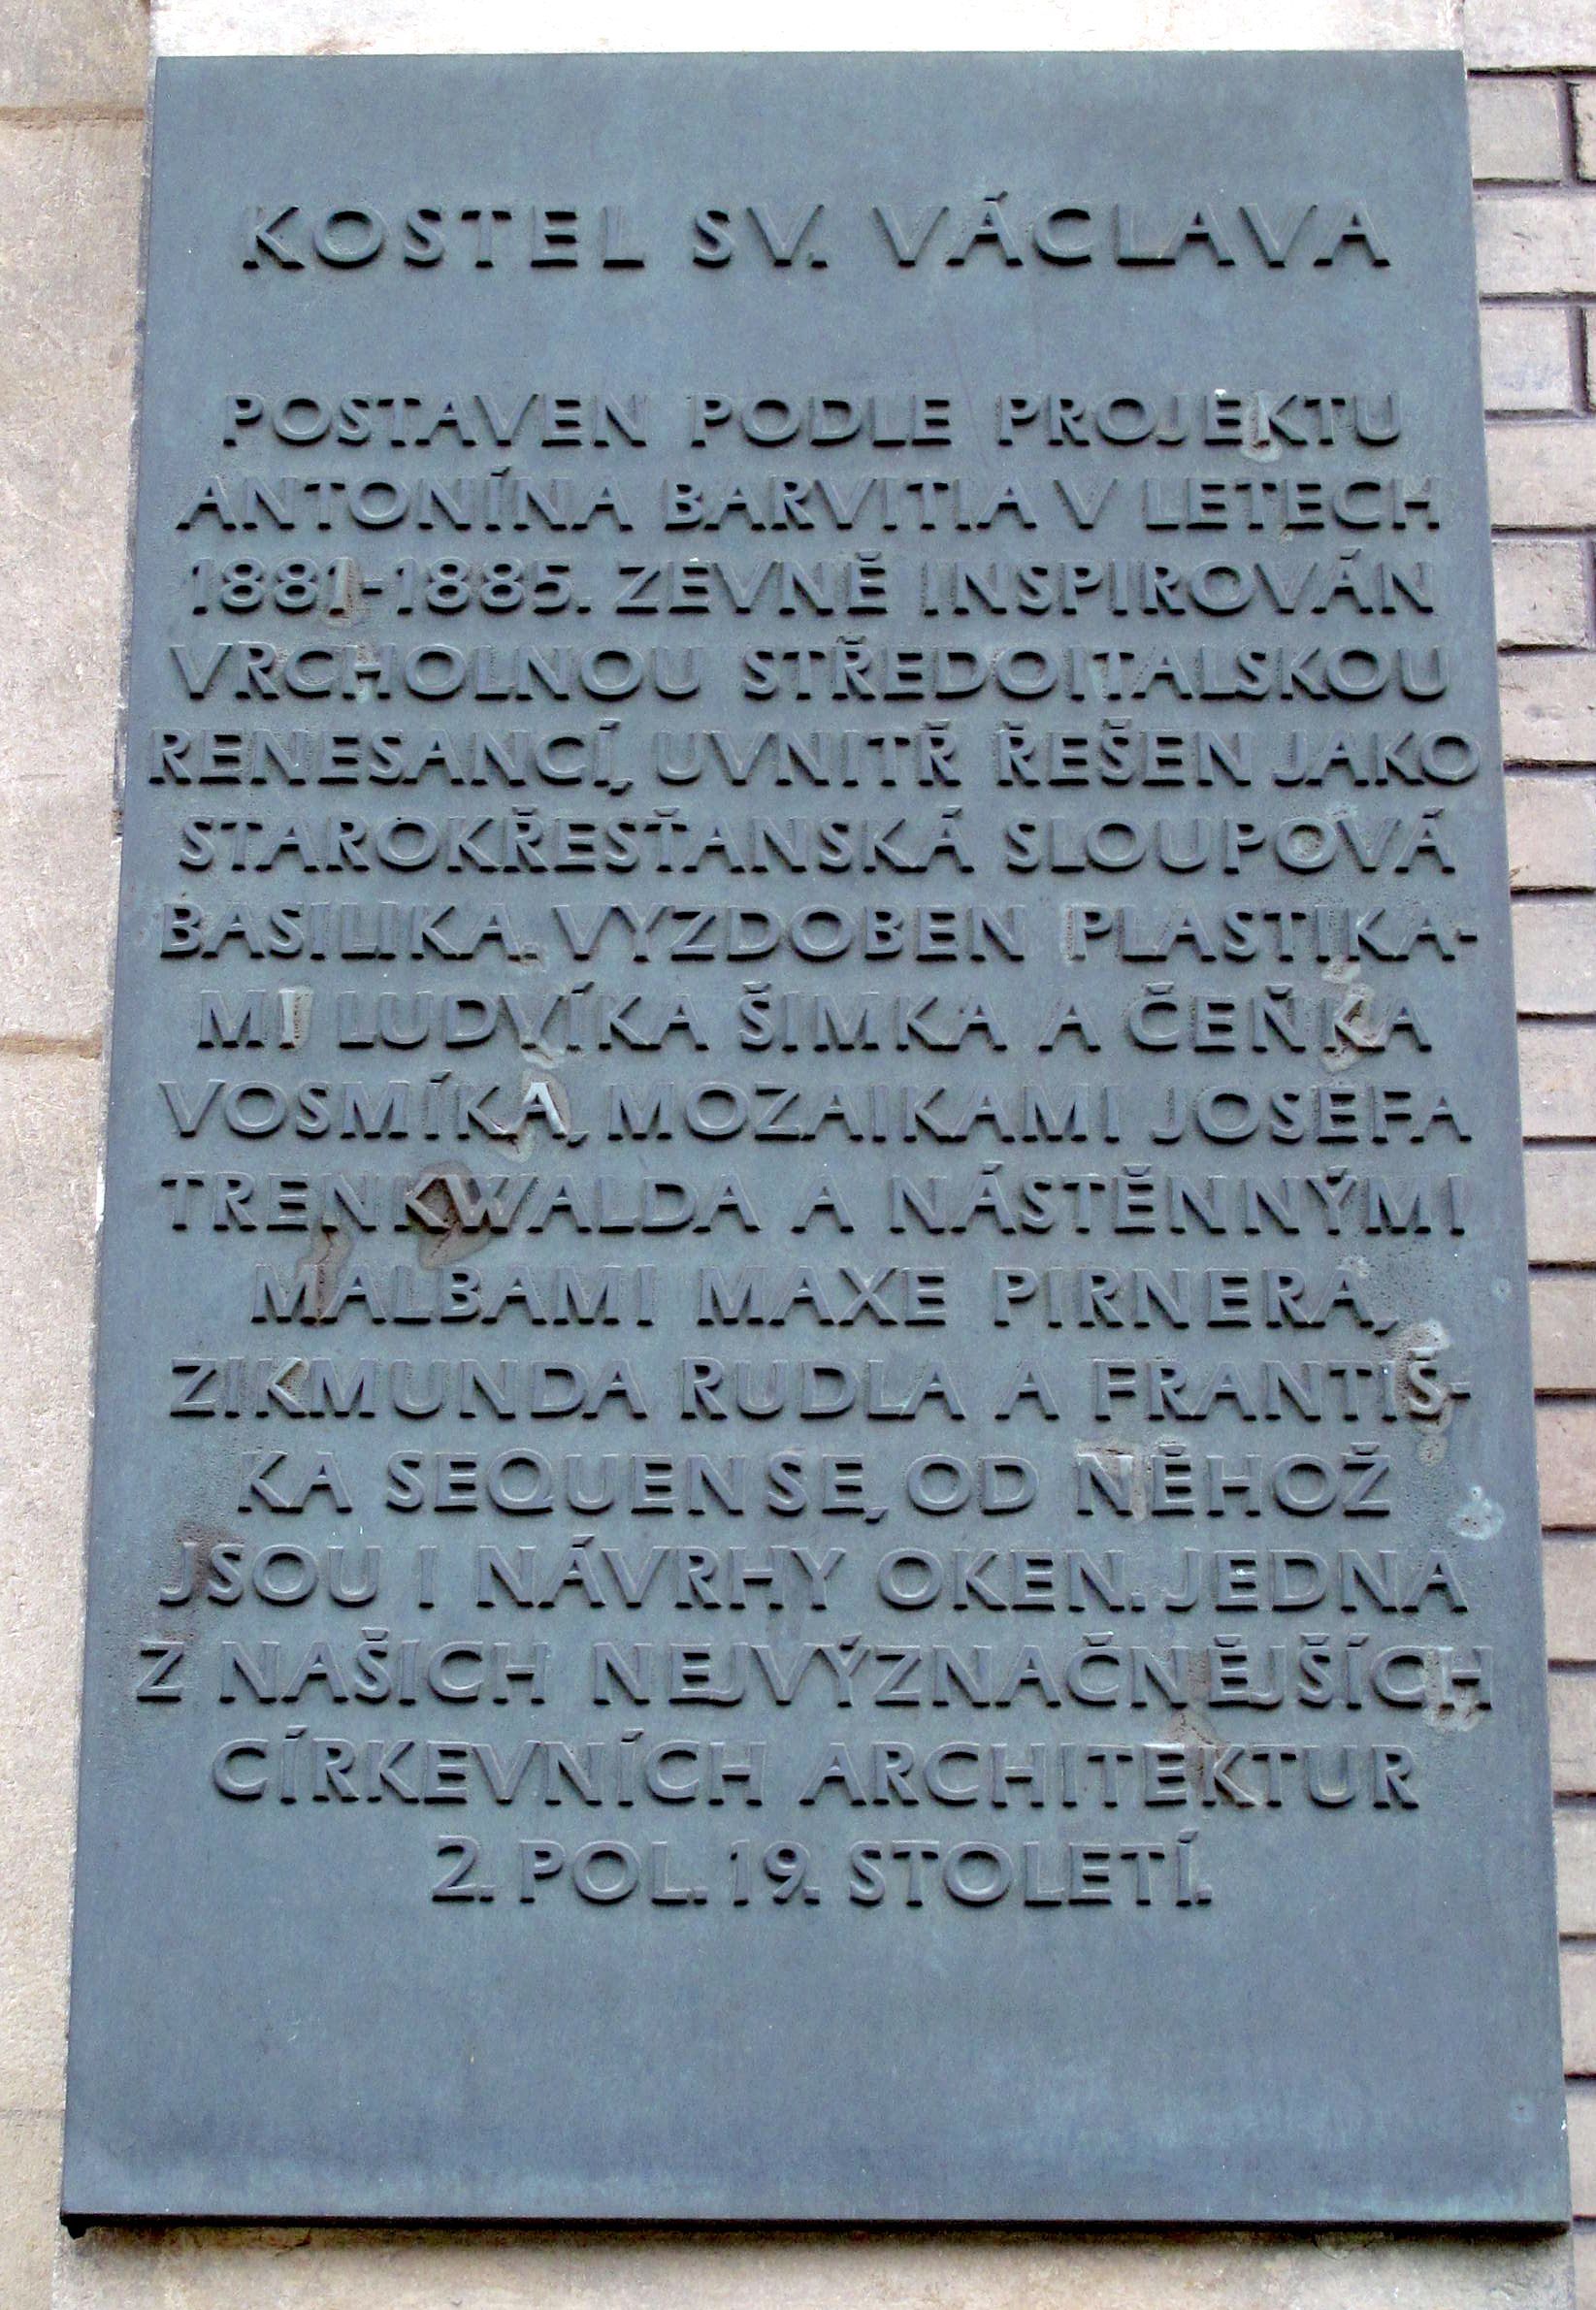 KOSTEL SV. VÁCLAVA
POSTAVEN PODLE PROJEKTU
ANTONÍNA BARVITIA V LETECH
1881-1885. ZEVNĚ INSPIROVÁN
VRCHOLNOU STŘEDOITALSKOU
RENESANCÍ, UVNITŘ ŘEŠEN JAKO
STAROKŘESŤANSKÁ SLOUPOVÁ
BASILIKA. VYZDOBEN PLASTIKA-
MI LUDVÍKA ŠIMKA A ČEŇKA
VOSMÍKA, MOZAIKAMI JOSEFA
TRENKWALDA A NÁSTĚNNÝMI
MALBAMI MAXE PIRNERA,
ZIKMUNDA RUDLA A FRANTIŠ-
KA SEQUENSE, OD NĚHOŽ
JSOU I NÁVRHY OKEN. JEDNA
Z NAŠICH NEJVÝZNAČNĚJŠÍCH
CÍRKEVNÍCH ARCHITEKTUR
2. POL. 19. STOLETÍ.